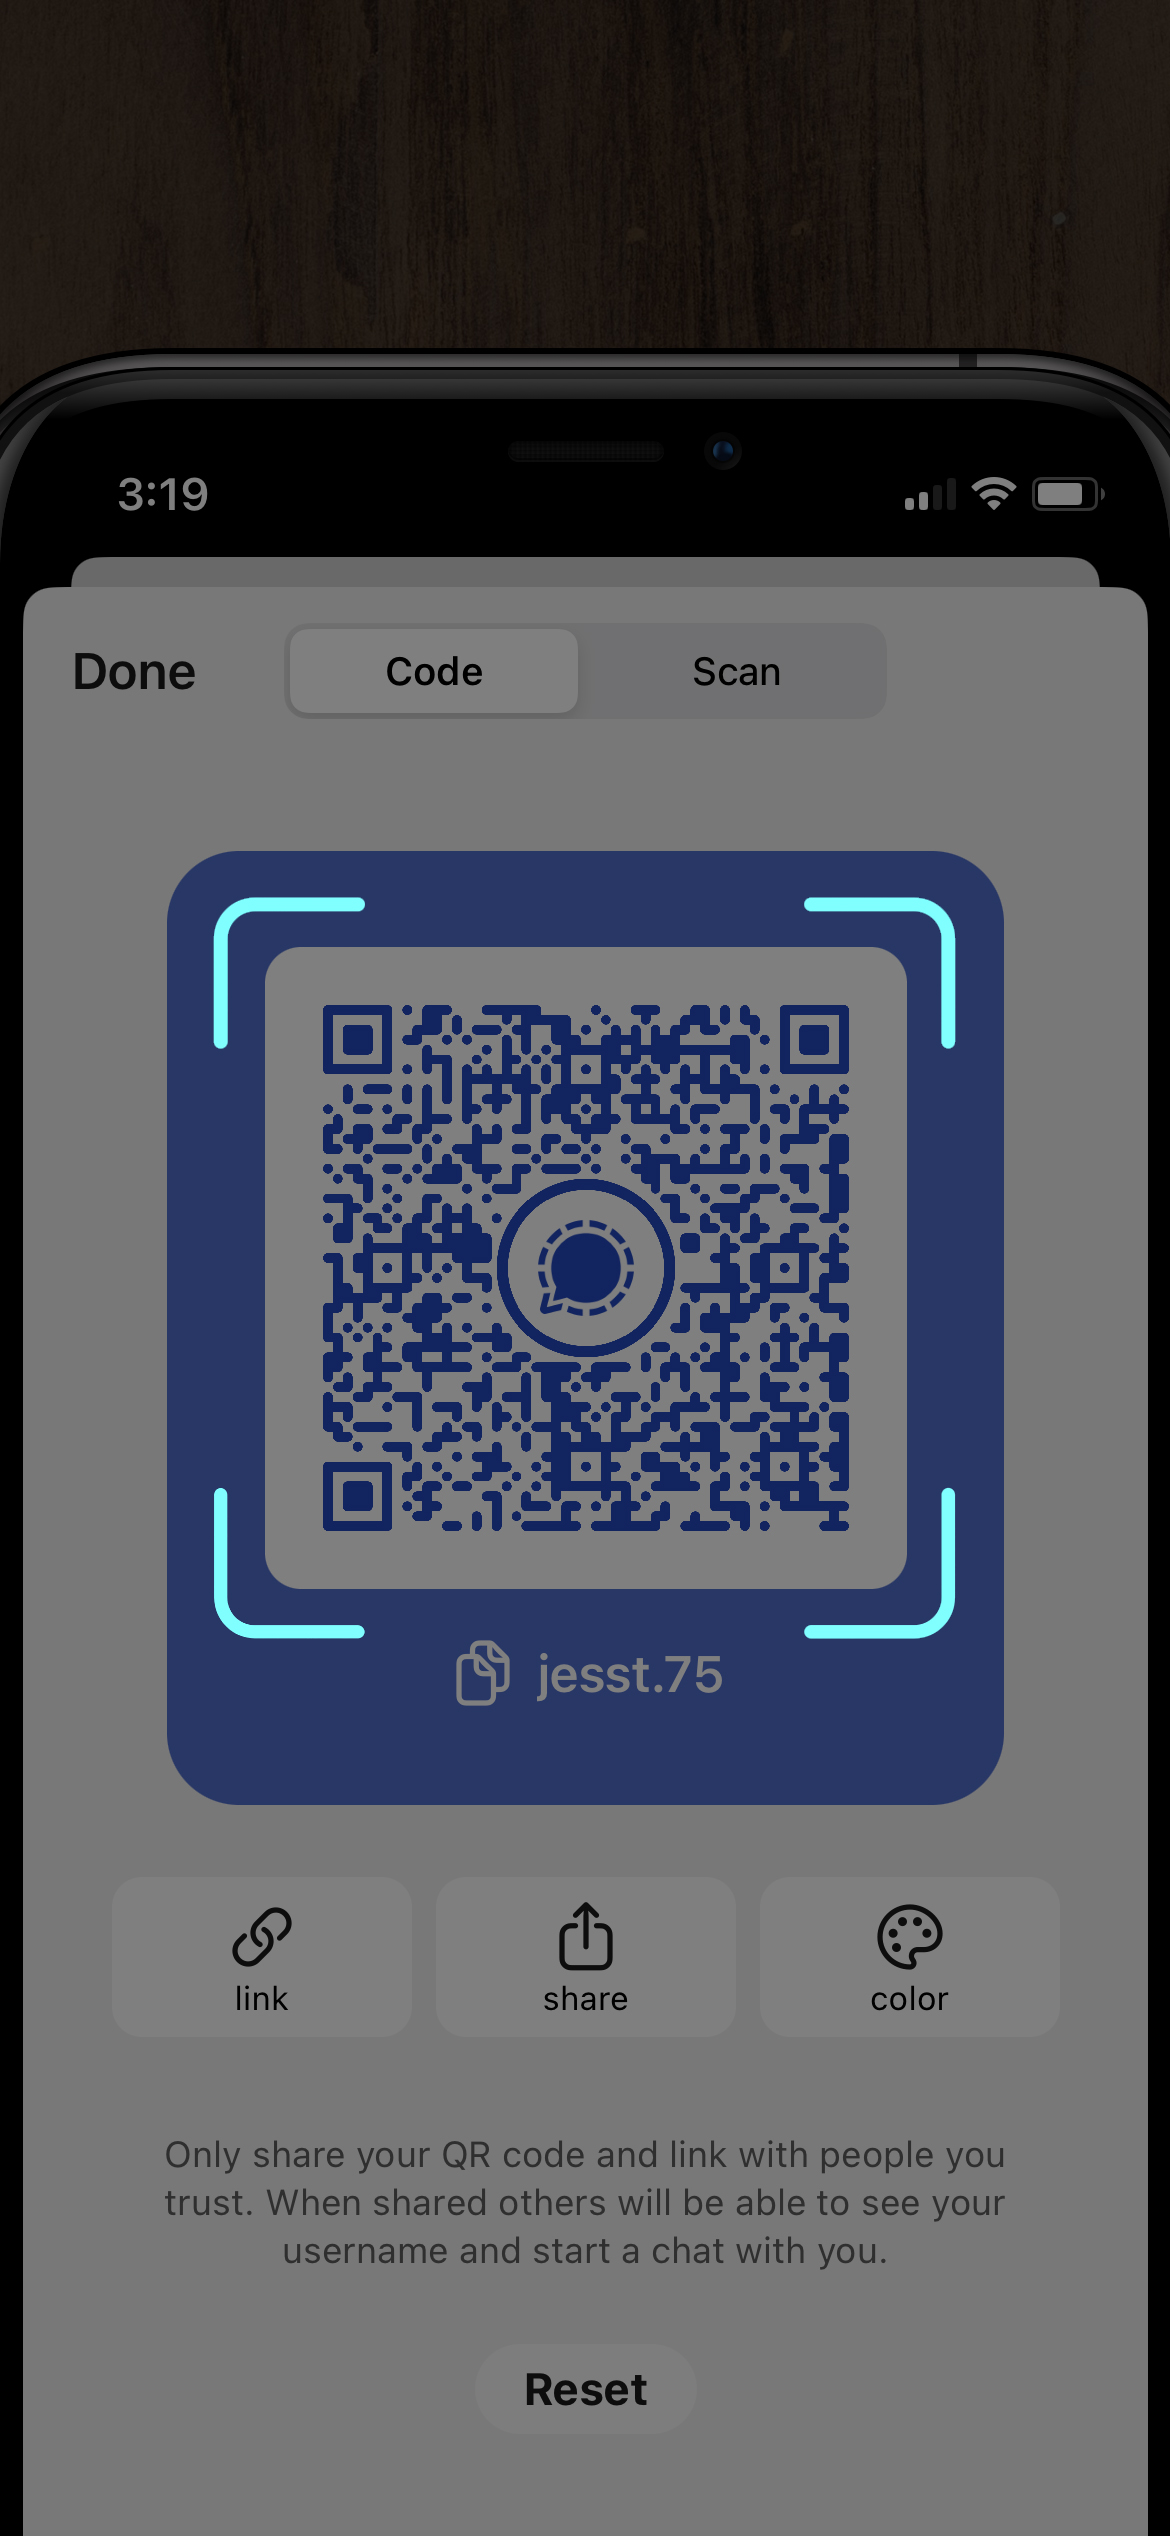 3:19
Done
Code
Scan
jesst.75
link
share
color
Only share your QR code and link with people you
trust. When shared others will be able to see your
username and start a chat with you.
Reset